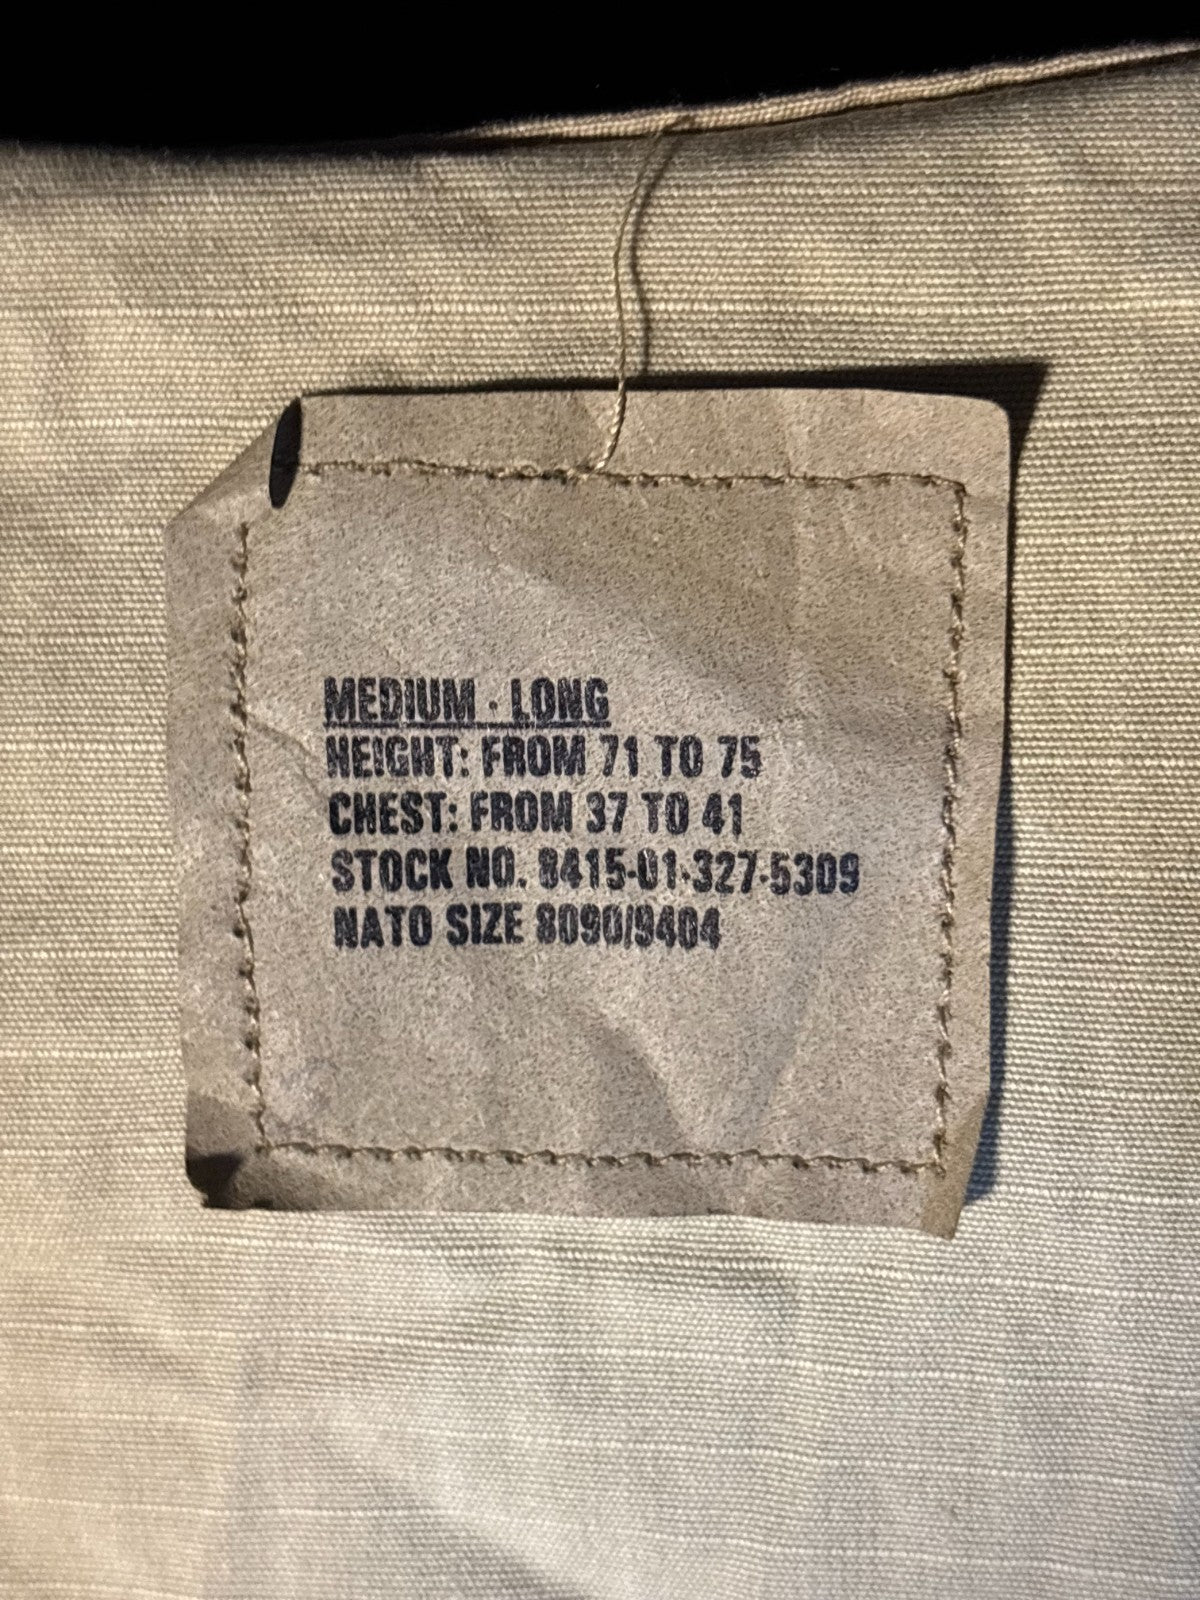 MEDIUM - LONG
HEIGHT: FROM 71 TO 75
CHEST: FROM 37 TO 41
STOCK NO. 8415-01-327-5309
NATO SIZE 8090/9404